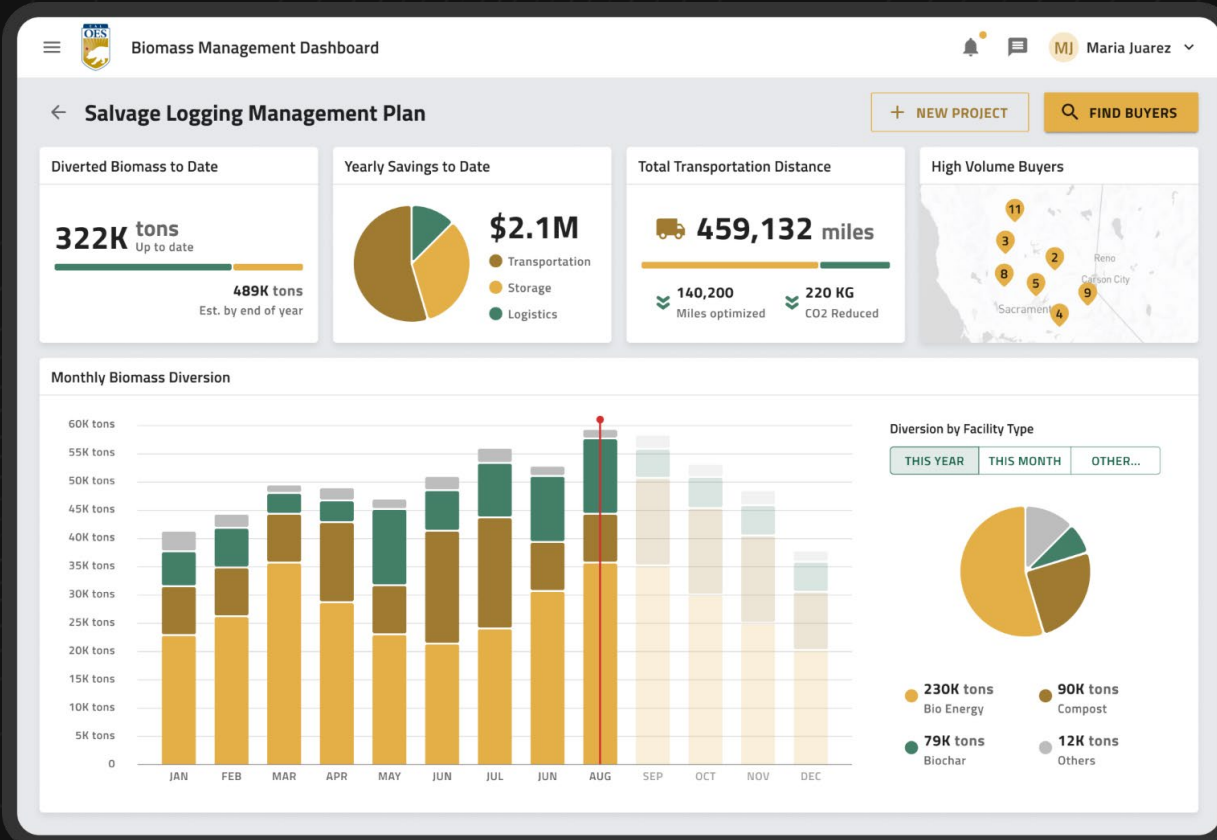 CAL
OES
Biomass Management Dashboard
MJ
Maria Juarez
Salvage Logging Management Plan
+ NEW PROJECT
FIND BUYERS
Diverted Biomass to Date
322K tons
Up to date
489K tons
Est. by end of year
Yearly Savings to Date
$2.1M
Transportation
Storage
Logistics
Total Transportation Distance
459,132 miles
140,200
Miles optimized
220 KG
CO2 Reduced
High Volume Buyers
11
3
2
Reno
8
5
Carson City
9
Sacrament
4
Monthly Biomass Diversion
60K tons
55K tons
50K tons
45K tons
40K tons
35K tons
30K tons
25K tons
20K tons
15K tons
10K tons
5K tons
0
JAN FEB MAR APR MAY JUN JUL JUN AUG SEP OCT NOV DEC
Diversion by Facility Type
THIS YEAR THIS MONTH OTHER...
230K tons
Bio Energy
90K tons
Compost
79K tons
Biochar
12K tons
Others